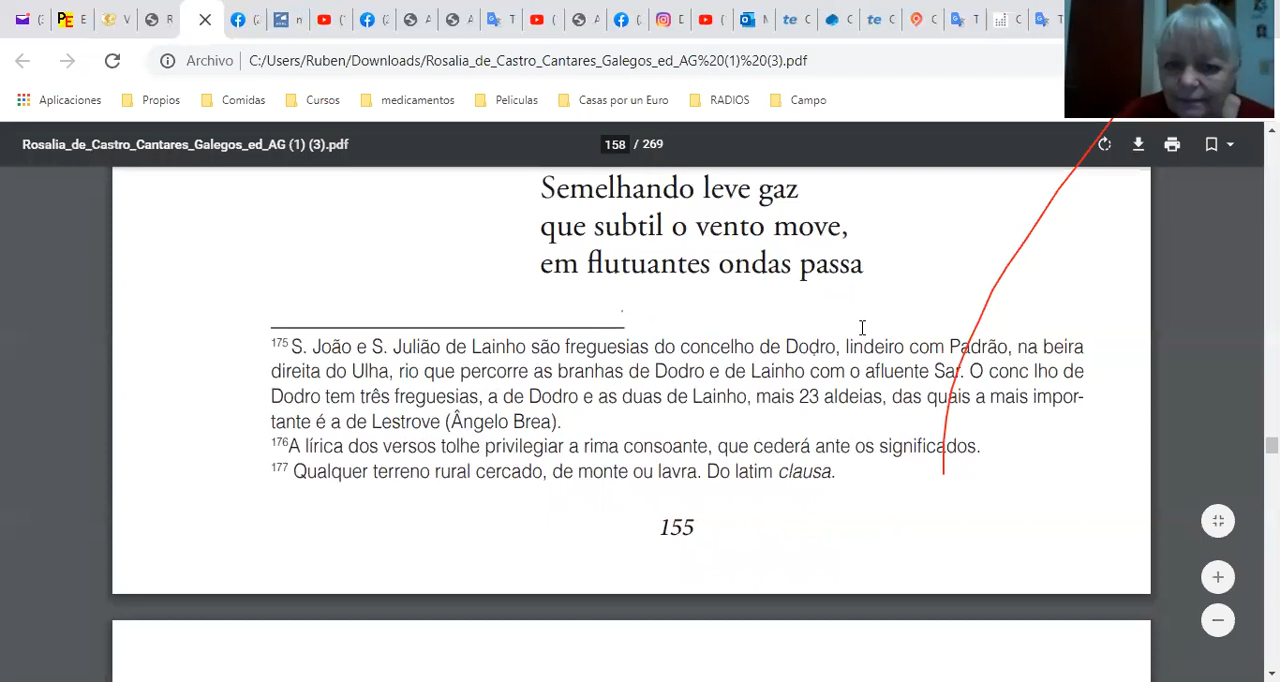 Archivo C:/Users/Ruben/Downloads/Rosalia_de_Castro_Cantares_Galegos_ed_AG%20(1)%20(3).pdf
Aplicaciones Propios Comidas Cursos medicamentos Peliculas Casas por un Euro RADIOS Campo
Rosalia_de_Castro_Cantares_Galegos_ed_AG (1) (3).pdf 158 / 269
Semelhando leve gaz
que subtil o vento move,
em flutuantes ondas passa
175 S. João e S. Julião de Lainho são freguesias do concelho de Dodro, lindeiro com Padrão, na beira
direita do Ulha, rio que percorre as branhas de Dodro e de Lainho com o afluente Sar. O conc lho de
Dodro tem três freguesias, a de Dodro e as duas de Lainho, mais 23 aldeias, das quais a mais impor-
tante é a de Lestrove (Ângelo Brea).
176 A lírica dos versos tolhe privilegiar a rima consoante, que cederá ante os significados.
177 Qualquer terreno rural cercado, de monte ou lavra. Do latim clausa.
155